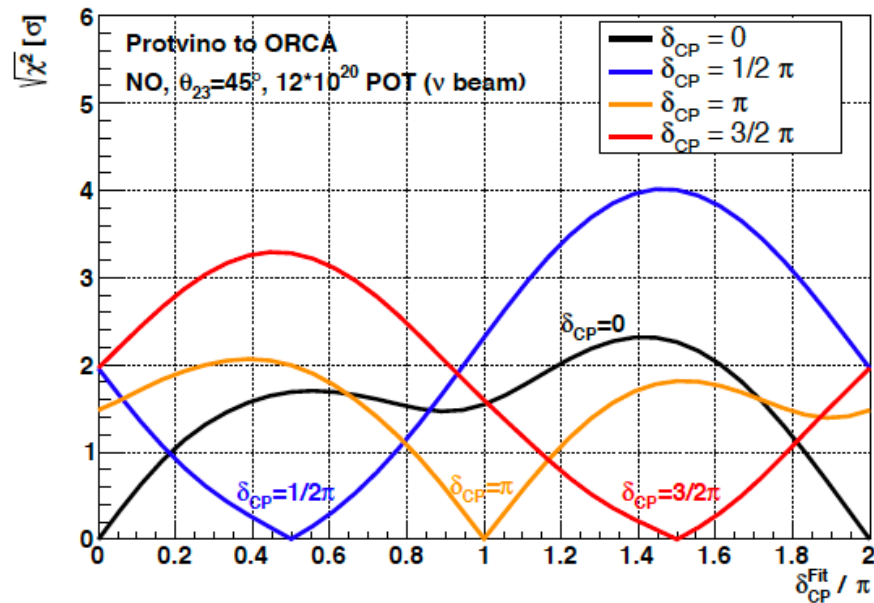 √χ² [σ]
6
5
4
3
2
1
0
Protvino to ORCA
NO, θ₂₃=45°, 12*10²⁰ POT (ν beam)
δCP = 0
δCP = 1/2 π
δCP = π
δCP = 3/2 π
δCP=0
δCP=1/2π
δCP=π
δCP=3/2π
0 0.2 0.4 0.6 0.8 1 1.2 1.4 1.6 1.8 2
δCP^Fit / π